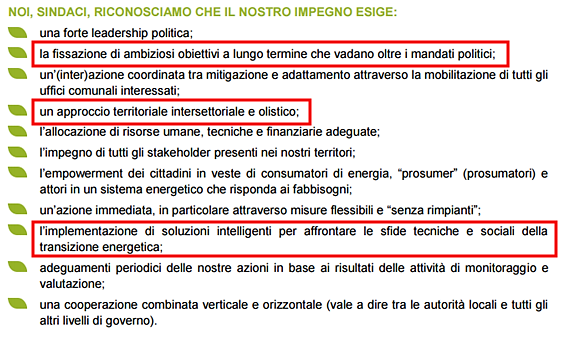 NOI, SINDACI, RICONOSCIAMO CHE IL NOSTRO IMPEGNO ESIGE:
una forte leadership politica;
la fissazione di ambiziosi obiettivi a lungo termine che vadano oltre i mandati politici;
un'(inter)azione coordinata tra mitigazione e adattamento attraverso la mobilitazione di tutti gli
uffici comunali interessati;
un approccio territoriale intersettoriale e olistico;
l'allocazione di risorse umane, tecniche e finanziarie adeguate;
l'impegno di tutti gli stakeholder presenti nei nostri territori;
l'empowerment dei cittadini in veste di consumatori di energia, "prosumer" (prosumatori) e
attori in un sistema energetico che risponda ai fabbisogni;
un'azione immediata, in particolare attraverso misure flessibili e "senza rimpianti";
l'implementazione di soluzioni intelligenti per affrontare le sfide tecniche e sociali della
transizione energetica;
adeguamenti periodici delle nostre azioni in base ai risultati delle attività di monitoraggio e
valutazione;
una cooperazione combinata verticale e orizzontale (vale a dire tra le autorità locali e tutti gli
altri livelli di governo).